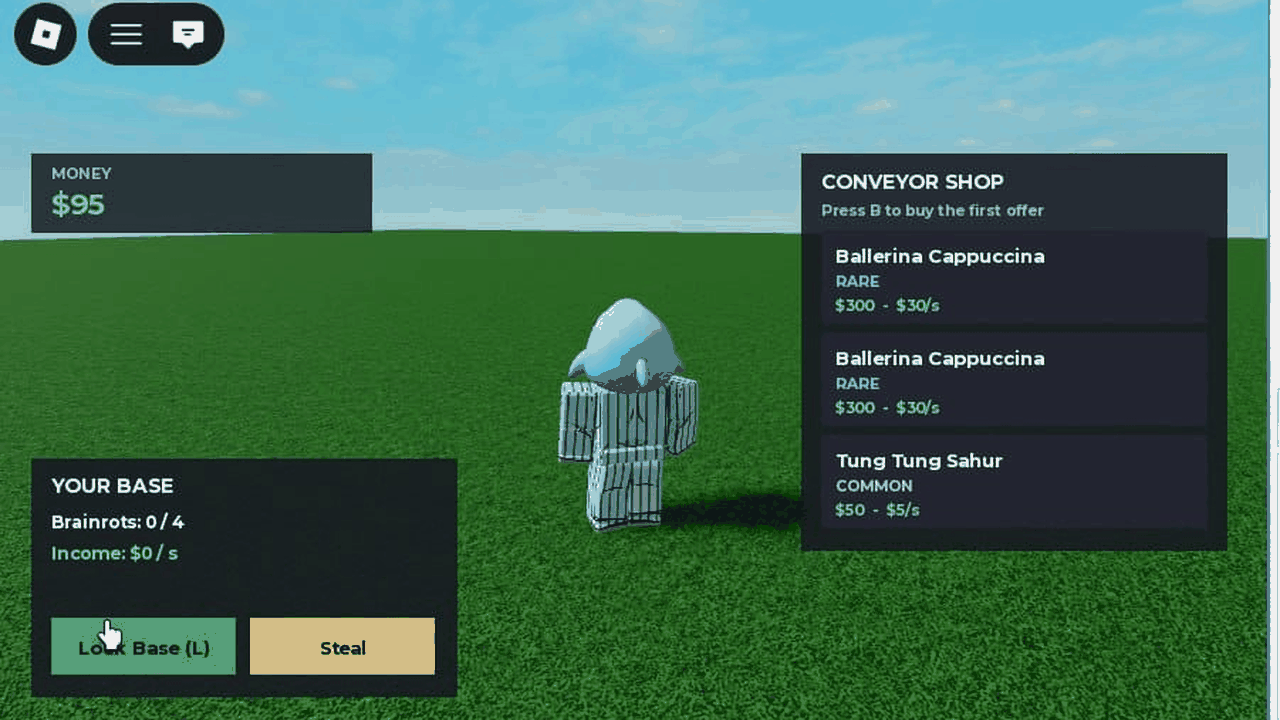 MONEY
$95
CONVEYOR SHOP
Press B to buy the first offer
Ballerina Cappuccina
RARE
$300 - $30/s
Ballerina Cappuccina
RARE
$300 - $30/s
Tung Tung Sahur
COMMON
$50 - $5/s
YOUR BASE
Brainrots: 0 / 4
Income: $0 / s
Lock Base (L)
Steal